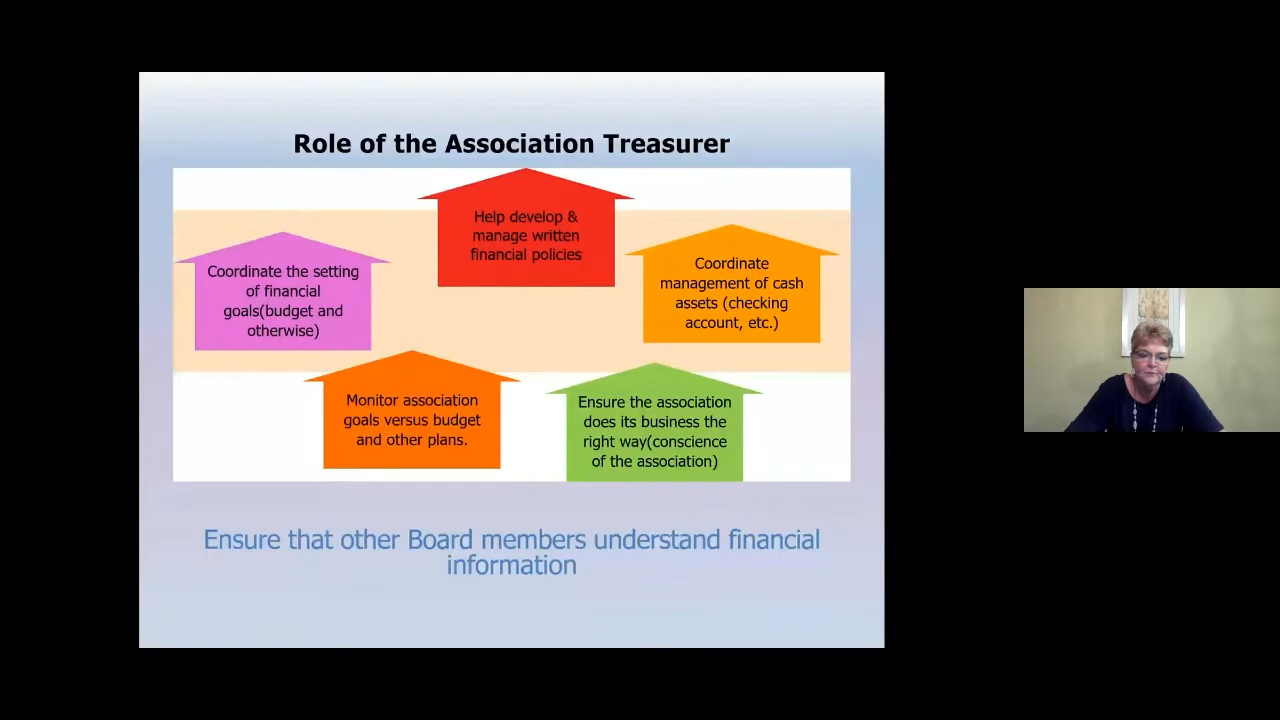 Role of the Association Treasurer
Help develop &
manage written
financial policies
Coordinate the setting
of financial
goals(budget and
otherwise)
Coordinate
management of cash
assets (checking
account, etc.)
Monitor association
goals versus budget
and other plans.
Ensure the association
does its business the
right way(conscience
of the association)
Ensure that other Board members understand financial
information